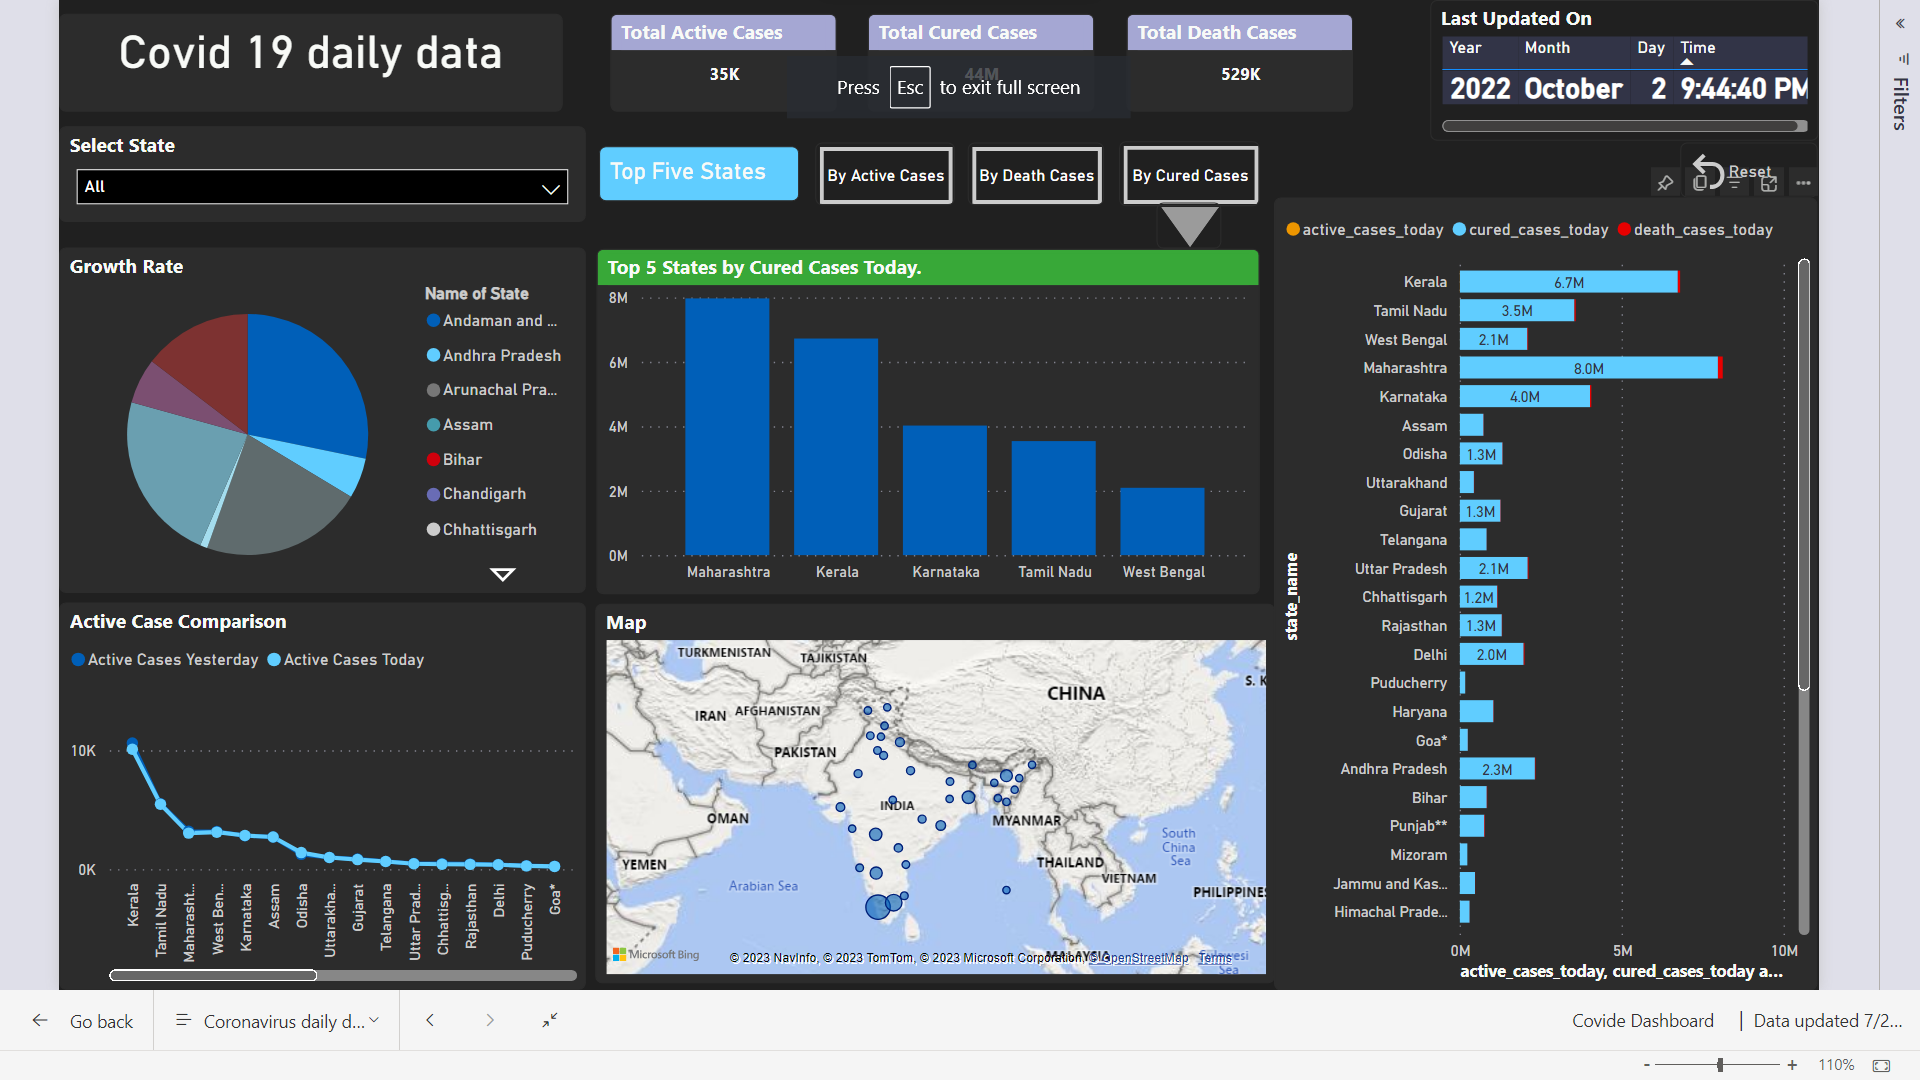 Covid 19 daily data
Total Active Cases
35K
Total Cured Cases
44M
Total Death Cases
529K
Press Esc to exit full screen
Last Updated On
Year Month Day Time
2022 October 2 9:44:40 PM
Filters
Select State
All
Top Five States
By Active Cases
By Death Cases
By Cured Cases
Reset
Growth Rate
Name of State
Andaman and ...
Andhra Pradesh
Arunachal Pra...
Assam
Bihar
Chandigarh
Chhattisgarh
Top 5 States by Cured Cases Today.
8M
6M
4M
2M
0M
Maharashtra Kerala Karnataka Tamil Nadu West Bengal
active_cases_today cured_cases_today death_cases_today
state_name
Kerala 6.7M
Tamil Nadu 3.5M
West Bengal 2.1M
Maharashtra 8.0M
Karnataka 4.0M
Assam
Odisha 1.3M
Uttarakhand
Gujarat 1.3M
Telangana
Uttar Pradesh 2.1M
Chhattisgarh 1.2M
Rajasthan 1.3M
Delhi 2.0M
Puducherry
Haryana
Goa*
Andhra Pradesh 2.3M
Bihar
Punjab**
Mizoram
Jammu and Kas...
Himachal Prade...
0M 5M 10M
active_cases_today, cured_cases_today a...
Active Case Comparison
Active Cases Yesterday Active Cases Today
10K
0K
Kerala
Tamil Nadu
Maharasht...
West Ben...
Karnataka
Assam
Odisha
Uttarakha...
Gujarat
Telangana
Uttar Prad...
Chhattisg...
Rajasthan
Delhi
Puducherry
Goa*
Map
TURKMENISTAN
TAJIKISTAN
S. K
CHINA
IRAN
AFGHANISTAN
PAKISTAN
INDIA
OMAN
MYANMAR
YEMEN
Arabian Sea
THAILAND
South
China
Sea
VIETNAM
PHILIPPINES
MALAYSIA
Sea
Microsoft Bing
© 2023 NavInfo, © 2023 TomTom, © 2023 Microsoft Corporation, © OpenStreetMap Terms
Go back
Coronavirus daily d...
Covide Dashboard | Data updated 7/2...
- + 110%